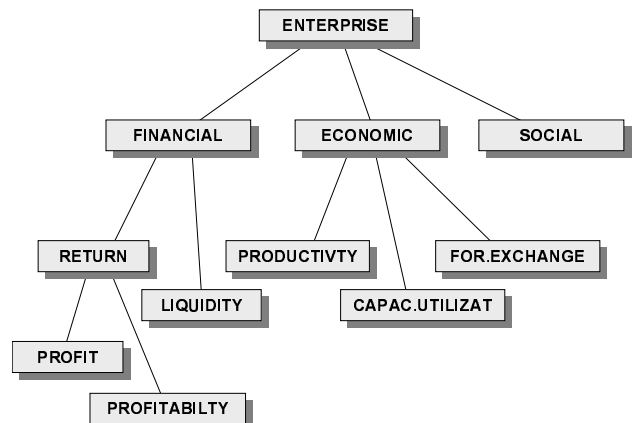 ENTERPRISE
FINANCIAL
ECONOMIC
SOCIAL
RETURN
PRODUCTIVTY
FOR.EXCHANGE
LIQUIDITY
CAPAC.UTILIZAT
PROFIT
PROFITABILTY